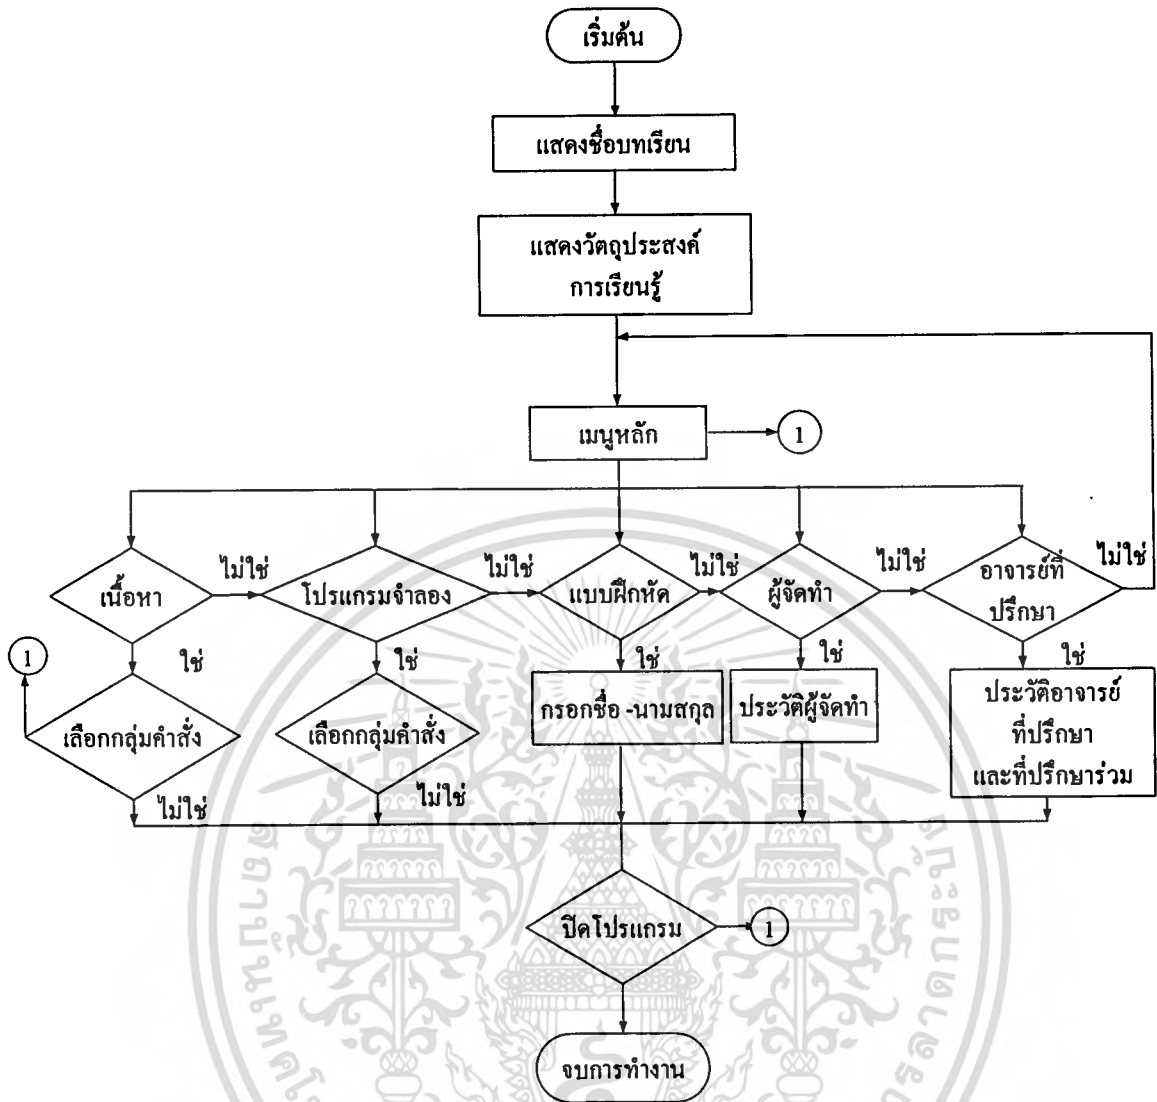 เริ่มต้น
แสดงชื่อบทเรียน
แสดงวัตถุประสงค์
การเรียนรู้
เมนูหลัก
1
เนื้อหา
ไม่ใช่
โปรแกรมจำลอง
ไม่ใช่
แบบฝึกหัด
ไม่ใช่
ผู้จัดทำ
ไม่ใช่
อาจารย์ที่
ปรึกษา
ไม่ใช่
1
ใช่
ใช่
ใช่
ใช่
ใช่
เลือกกลุ่มคำสั่ง
เลือกกลุ่มคำสั่ง
กรอกชื่อ -นามสกุล
ประวัติผู้จัดทำ
ประวัติอาจารย์
ที่ปรึกษา
และที่ปรึกษาร่วม
ไม่ใช่
ไม่ใช่
ปิดโปรแกรม
1
จบการทำงาน